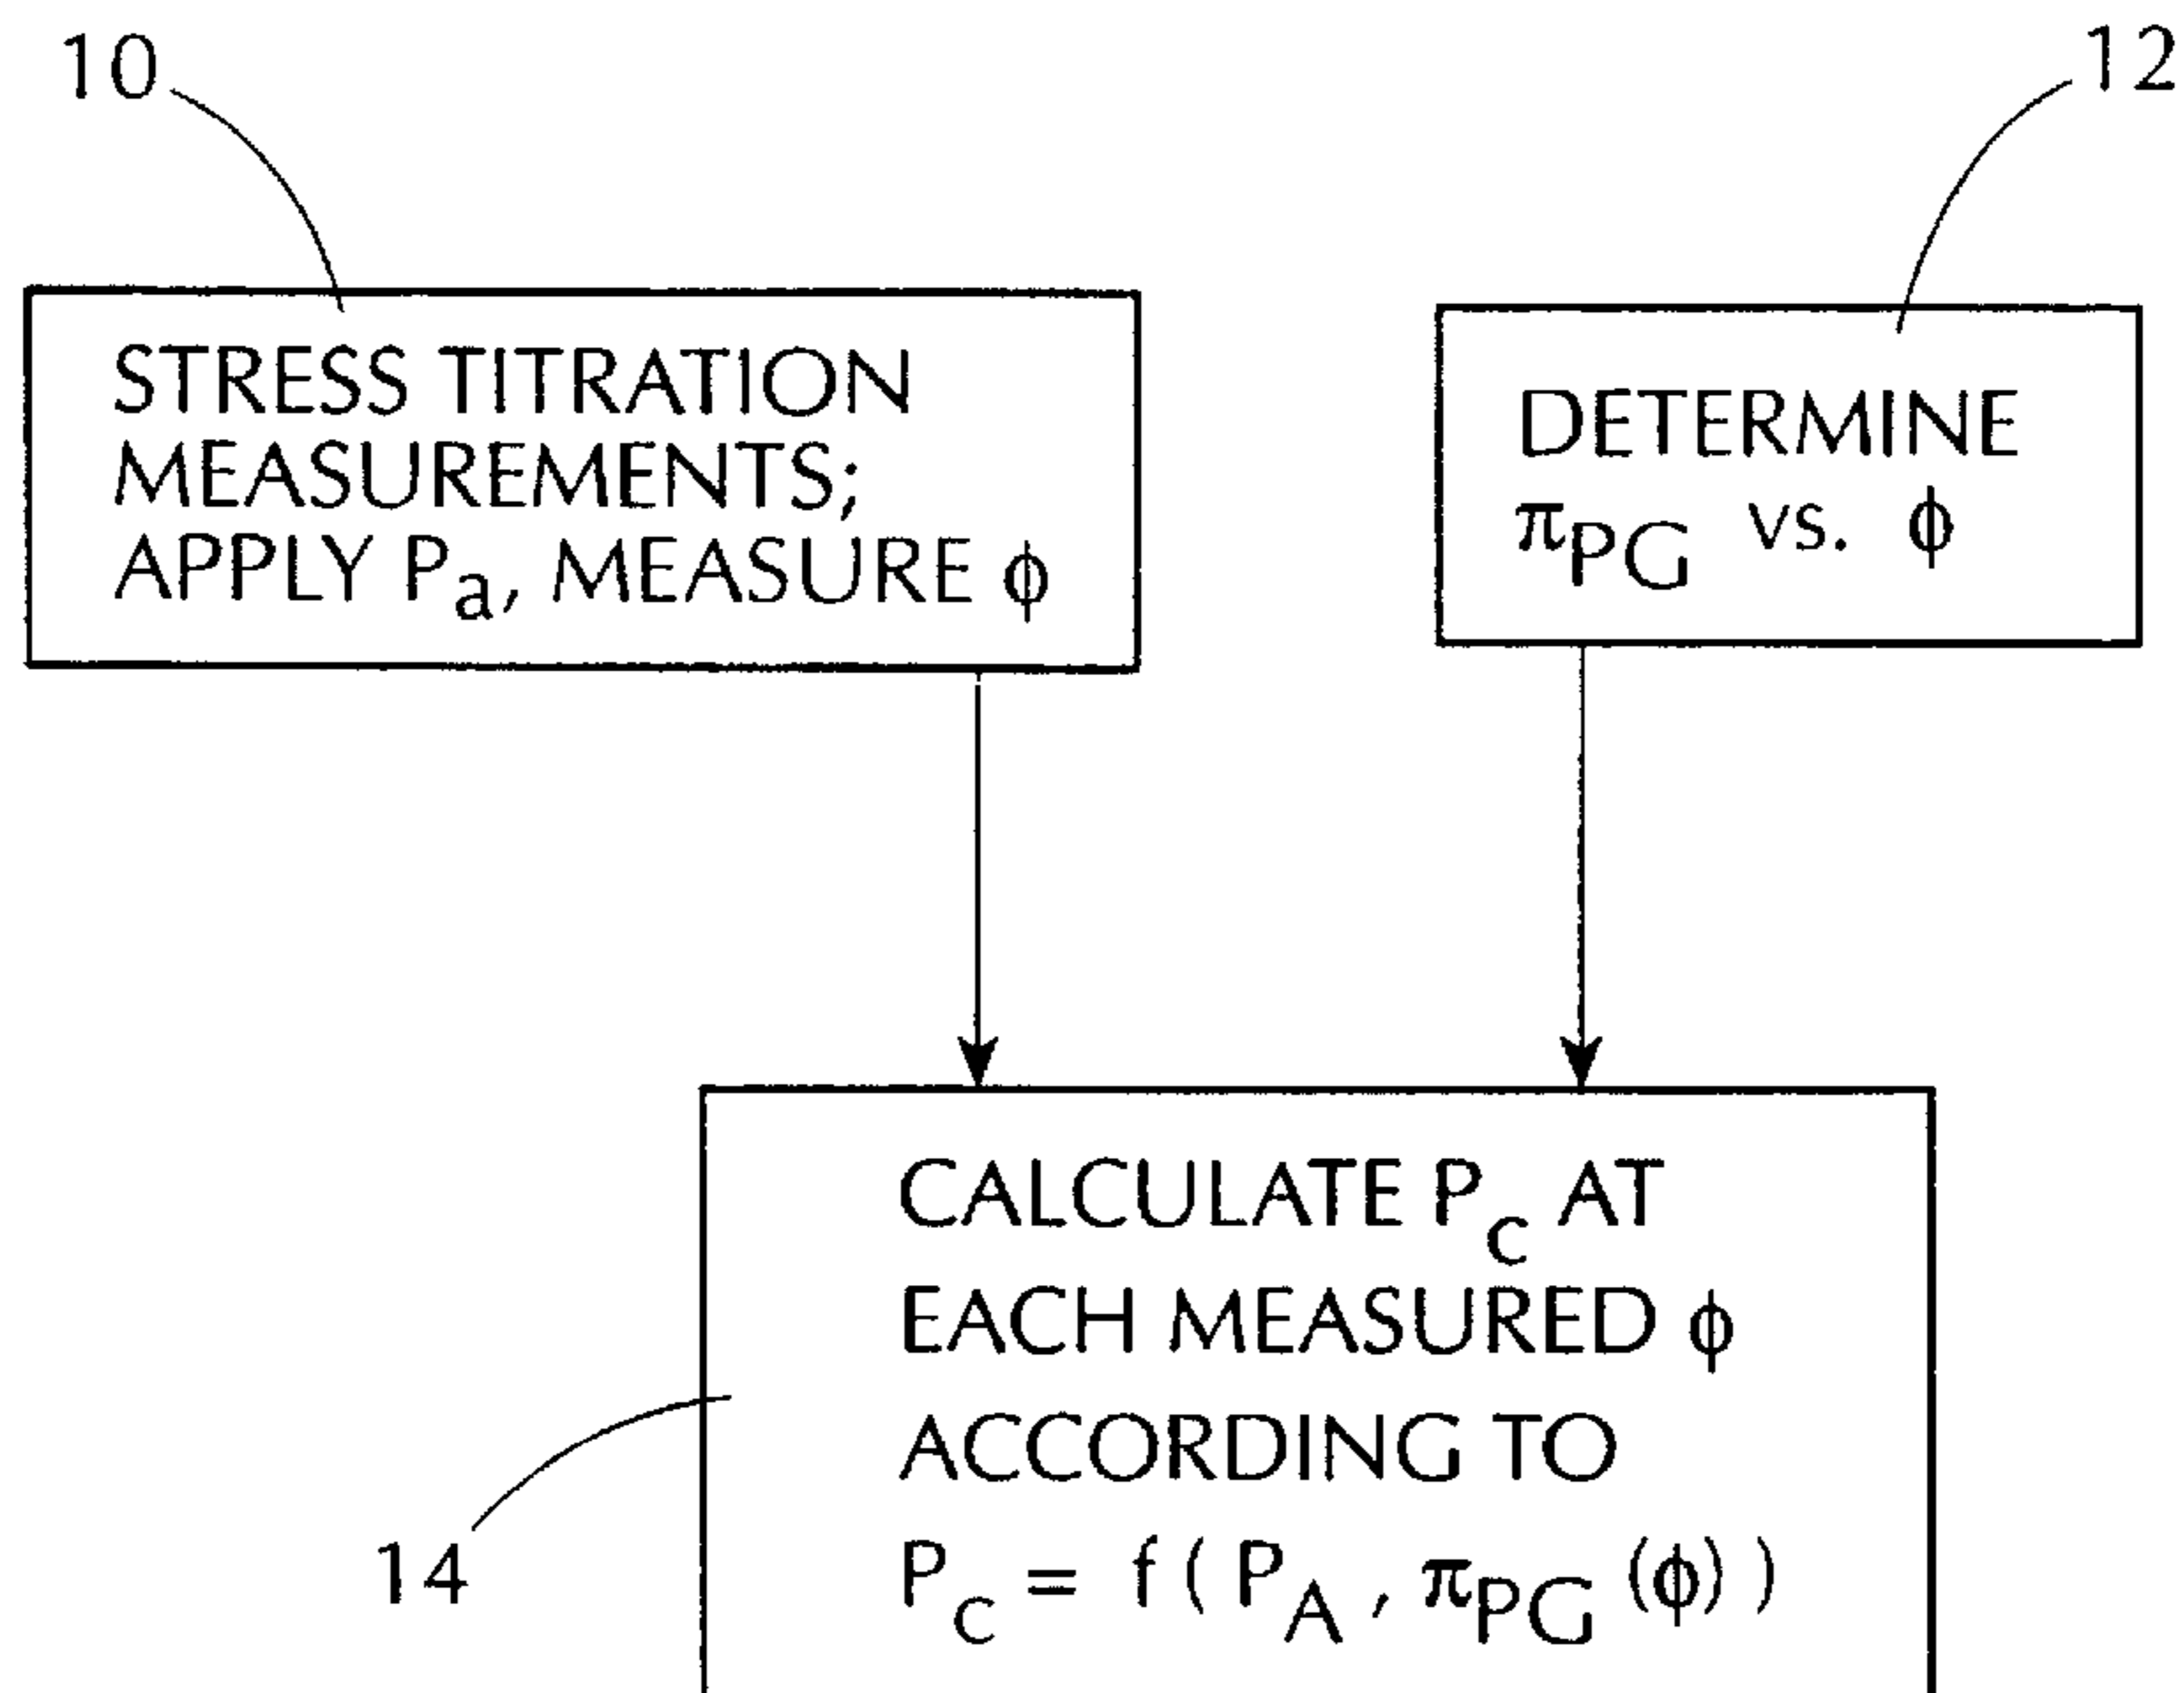 10
12
STRESS TITRATION
MEASUREMENTS;
APPLY Pa, MEASURE ϕ
DETERMINE
πPG vs. ϕ
CALCULATE Pc AT
EACH MEASURED ϕ
ACCORDING TO
Pc = f ( PA , πPG (ϕ) )
14